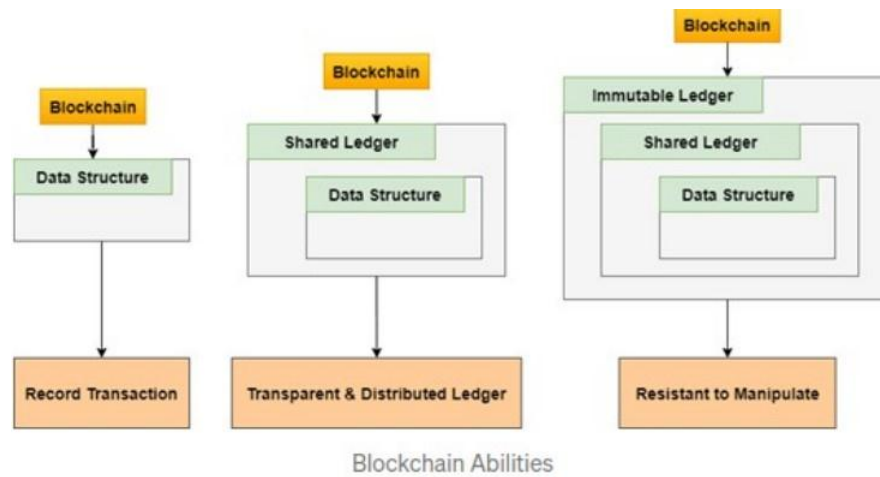 Blockchain
Data Structure
Record Transaction
Blockchain
Shared Ledger
Data Structure
Transparent & Distributed Ledger
Blockchain
Immutable Ledger
Shared Ledger
Data Structure
Resistant to Manipulate
Blockchain Abilities